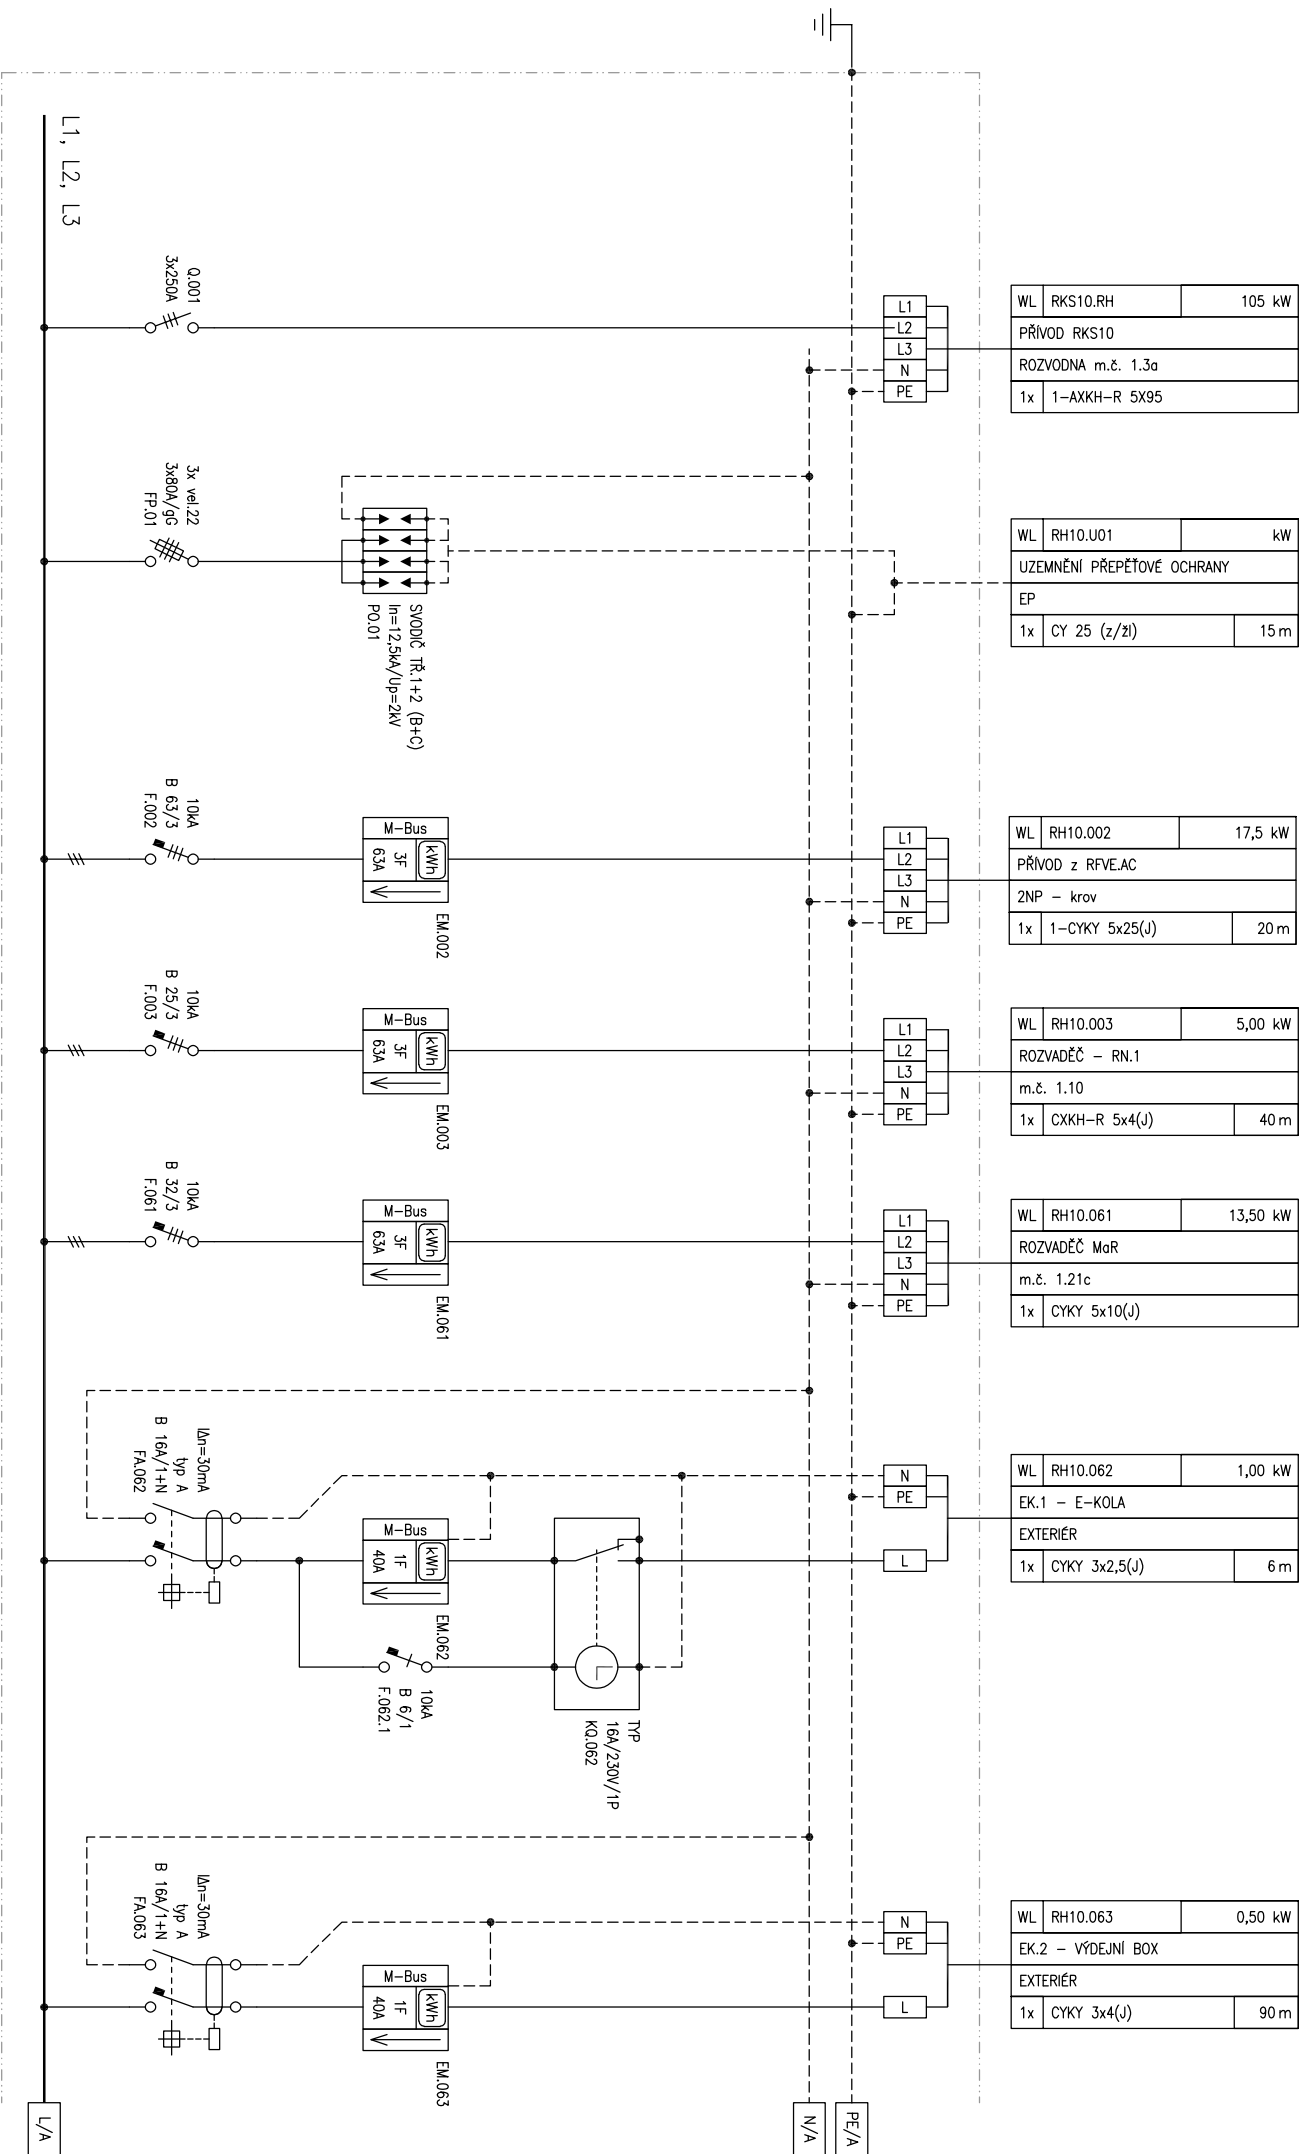 L1, L2, L3
Q.001
3x250A
L1
L2
L3
N
PE
WL RKS10.RH 105 kW
PŘÍVOD RKS10
ROZVODNA m.č. 1.3a
1x 1-AXKH-R 5X95
3x vel.22
3x80A/gG
FP.01
SVODIČ TŘ.1+2 (B+C)
In=12,5kA/Up=2kV
PO.01
WL RH10.U01 kW
UZEMNĚNÍ PŘEPĚŤOVÉ OCHRANY
EP
1x CY 25 (z/žl) 15 m
10kA
B 63/3
F.002
M-Bus
kWh
3F
63A
EM.002
L1
L2
L3
N
PE
WL RH10.002 17,5 kW
PŘÍVOD z RFVE.AC
2NP - krov
1x 1-CYKY 5x25(J) 20 m
10kA
B 25/3
F.003
M-Bus
kWh
3F
63A
EM.003
L1
L2
L3
N
PE
WL RH10.003 5,00 kW
ROZVADĚČ - RN.1
m.č. 1.10
1x CXKH-R 5x4(J) 40 m
10kA
B 32/3
F.061
M-Bus
kWh
3F
63A
EM.061
L1
L2
L3
N
PE
WL RH10.061 13,50 kW
ROZVADĚČ MaR
m.č. 1.21c
1x CYKY 5x10(J)
IΔn=30mA
typ A
B 16A/1+N
FA.062
M-Bus
kWh
1F
40A
EM.062
10kA
B 6/1
F.062.1
TYP
16A/230V/1P
KQ.062
N
PE
L
WL RH10.062 1,00 kW
EK.1 - E-KOLA
EXTERIÉR
1x CYKY 3x2,5(J) 6 m
IΔn=30mA
typ A
B 16A/1+N
FA.063
M-Bus
kWh
1F
40A
EM.063
N
PE
L
WL RH10.063 0,50 kW
EK.2 - VÝDEJNÍ BOX
EXTERIÉR
1x CYKY 3x4(J) 90 m
L/A
N/A
PE/A